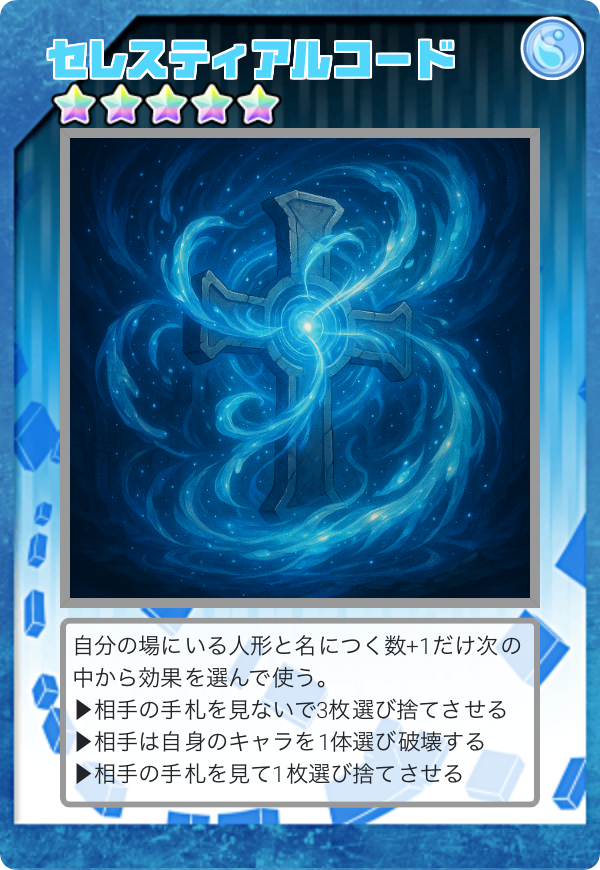 セレスティアルコード
自分の場にいる人形と名につく数+1だけ次の
中から効果を選んで使う。
▶相手の手札を見ないで3枚選び捨てさせる
▶相手は自身のキャラを1体選び破壊する
▶相手の手札を見て1枚選び捨てさせる